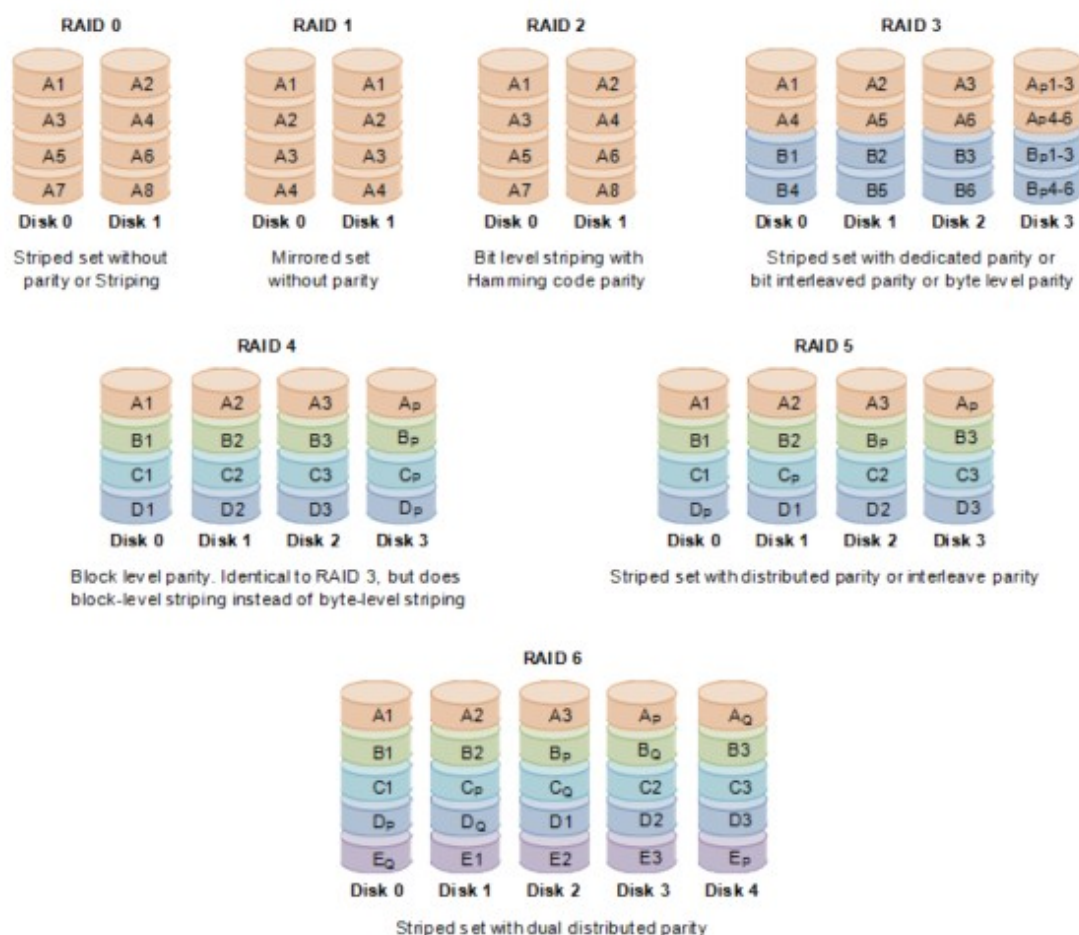 RAID 0
RAID 1
RAID 2
RAID 3
A1 A2 A1 A1 A1 A2 A1 A2 A3 Ap1-3
A3 A4 A2 A2 A3 A4 A4 A5 A6 Ap4-6
A5 A6 A3 A3 A5 A6 B1 B2 B3 Bp1-3
A7 A8 A4 A4 A7 A8 B4 B5 B6 Bp4-6
Disk 0 Disk 1 Disk 0 Disk 1 Disk 0 Disk 1 Disk 0 Disk 1 Disk 2 Disk 3
Striped set without
parity or Striping
Mirrored set
without parity
Bit level striping with
Hamming code parity
Striped set with dedicated parity or
bit interleaved parity or byte level parity
RAID 4
A1 A2 A3 Ap
B1 B2 B3 Bp
C1 C2 C3 Cp
D1 D2 D3 Dp
Disk 0 Disk 1 Disk 2 Disk 3
Block level parity. Identical to RAID 3, but does
block-level striping instead of byte-level striping
RAID 5
A1 A2 A3 Ap
B1 B2 Bp B3
C1 Cp C2 C3
Dp D1 D2 D3
Disk 0 Disk 1 Disk 2 Disk 3
Striped set with distributed parity or interleave parity
RAID 6
A1 A2 A3 Ap AQ
B1 B2 Bp BQ B3
C1 Cp CQ C2 C3
Dp DQ D1 D2 D3
EQ E1 E2 E3 Ep
Disk 0 Disk 1 Disk 2 Disk 3 Disk 4
Striped set with dual distributed parity